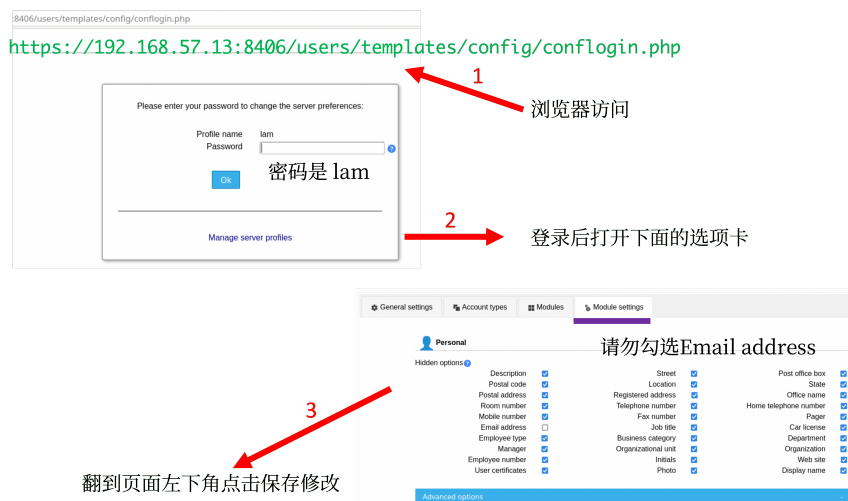 :8406/users/templates/config/conflogin.php
https://192.168.57.13:8406/users/templates/config/conflogin.php
1
浏览器访问
Please enter your password to change the server preferences:
Profile name lam
Password
密码是 lam
Ok
2
登录后打开下面的选项卡
Manage server profiles
General settings Account types Modules Module settings
Personal
请勿勾选Email address
Hidden options
Description Street Post office box
Postal code Location State
Postal address Registered address Office name
Room number Telephone number Home telephone number
Mobile number Fax number Pager
Email address Job title Car license
Employee type Business category Department
Manager Organizational unit Organization
Employee number Initials Web site
User certificates Photo Display name
3
翻到页面左下角点击保存修改
Advanced options